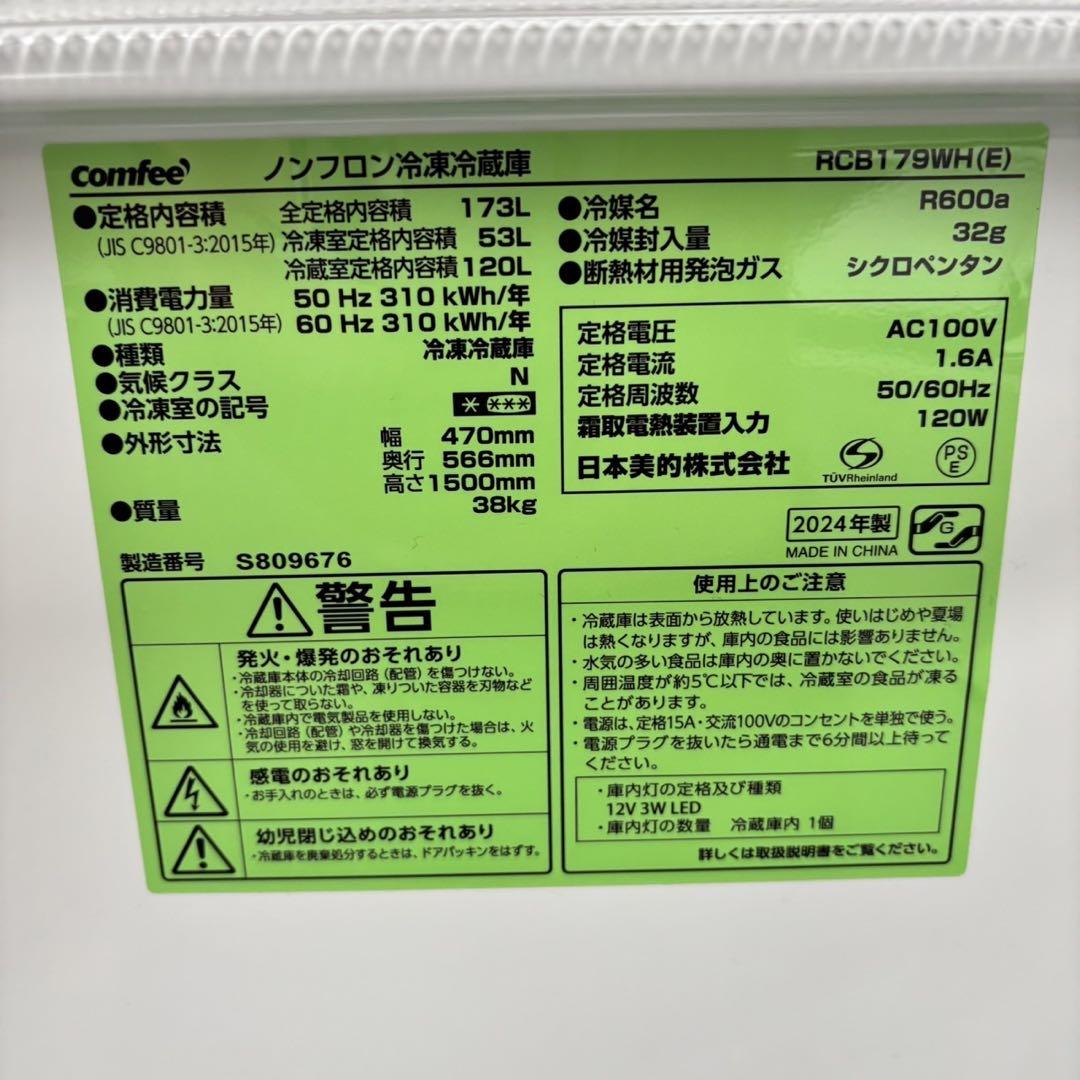 comfee' ノンフロン冷凍冷蔵庫 RCB179WH(E)
●定格内容積 全定格内容積 173L
(JIS C9801-3:2015年) 冷凍室定格内容積 53L
冷蔵室定格内容積 120L
●消費電力量 50 Hz 310 kWh/年
(JIS C9801-3:2015年) 60 Hz 310 kWh/年
●種類 冷凍冷蔵庫
●気候クラス N
●冷凍室の記号
●外形寸法 幅 470mm
奥行 566mm
高さ1500mm
●質量 38kg
製造番号 S809676
●冷媒名 R600a
●冷媒封入量 32g
●断熱材用発泡ガス シクロペンタン
定格電圧 AC100V
定格電流 1.6A
定格周波数 50/60Hz
霜取電熱装置入力 120W
日本美的株式会社 TÜVRheinland PS E
2024年製
MADE IN CHINA
G
警告
発火・爆発のおそれあり
・冷蔵庫本体の冷却回路（配管）を傷つけない。
・冷却器についた霜や、凍りついた容器を刃物など
を使って取らない。
・冷蔵庫内で電気製品を使用しない。
・冷却回路（配管）や冷却器を傷つけた場合は、火
気の使用を避け、窓を開けて換気する。
感電のおそれあり
・お手入れのときは、必ず電源プラグを抜く。
幼児閉じ込めのおそれあり
・冷蔵庫を廃棄処分するときは、ドアパッキンをはずす。
使用上のご注意
・冷蔵庫は表面から放熱しています。使いはじめや夏場
は熱くなりますが、庫内の食品には影響ありません。
・水気の多い食品は庫内の奥に置かないでください。
・周囲温度が約5℃以下では、冷蔵室の食品が凍る
ことがあります。
・電源は、定格15A・交流100Vのコンセントを単独で使う。
・電源プラグを抜いたら通電まで6分間以上待って
ください。
・庫内灯の定格及び種類
12V 3W LED
・庫内灯の数量 冷蔵庫内 1個
詳しくは取扱説明書をご覧ください。